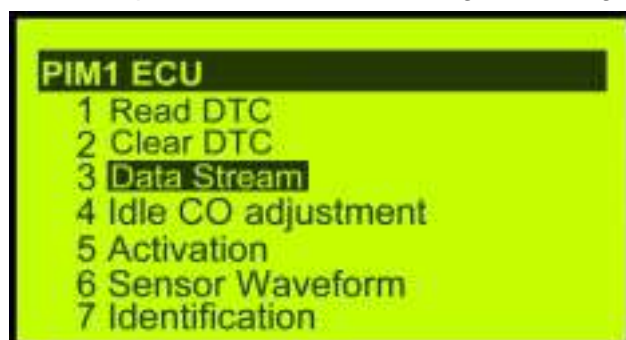 PIM1 ECU
1 Read DTC
2 Clear DTC
3 Data Stream
4 Idle CO adjustment
5 Activation
6 Sensor Waveform
7 Identification